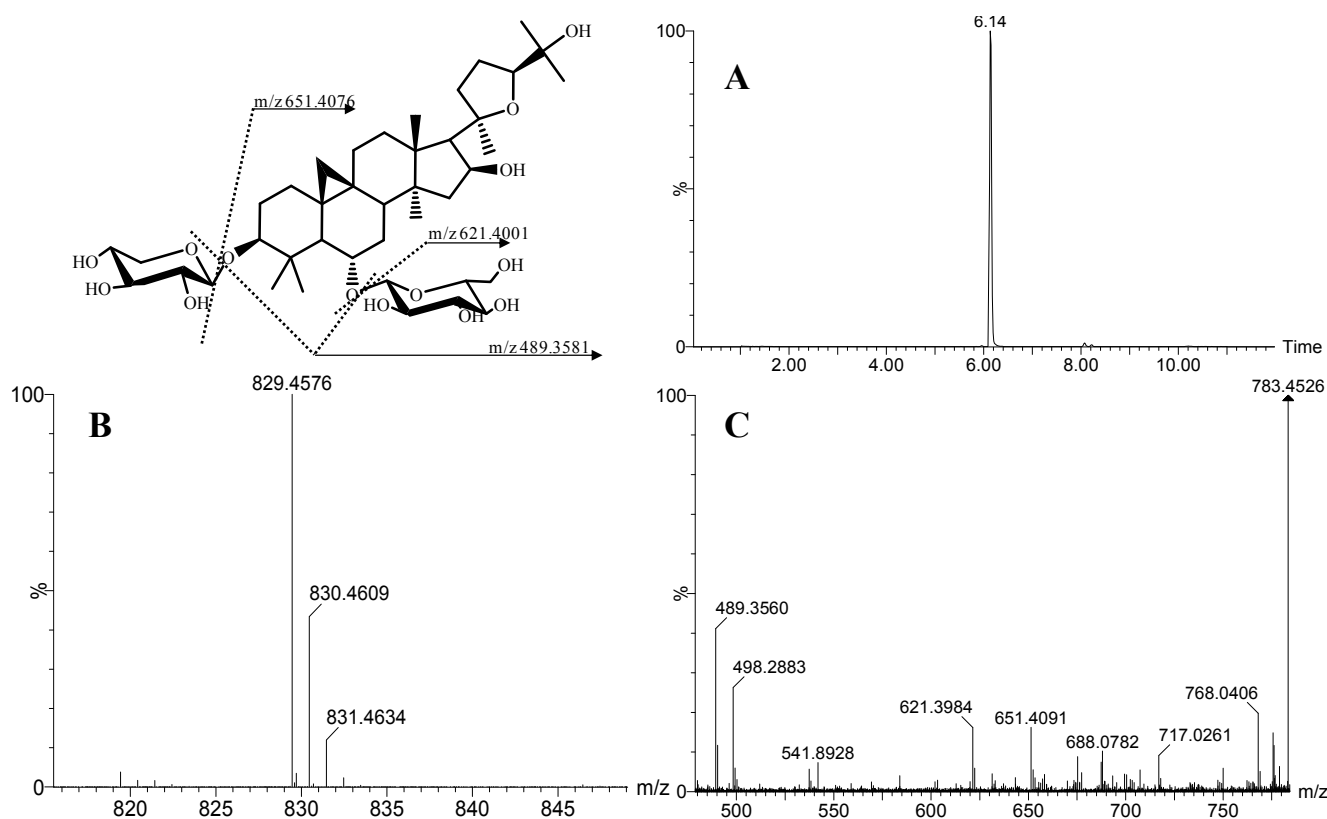 OH
m/z 651.4076
O
OH
m/z 621.4001
HO
O
O
HO
OH
O
O
OH
HO
OH
OH
m/z 489.3581
A
6.14
100
%
0
2.00 4.00 6.00 8.00 10.00
Time
B
829.4576
100
830.4609
831.4634
%
0
820 825 830 835 840 845
m/z
C
783.4526
100
489.3560
498.2883
541.8928
621.3984
651.4091
688.0782
717.0261
768.0406
%
0
500 550 600 650 700 750
m/z